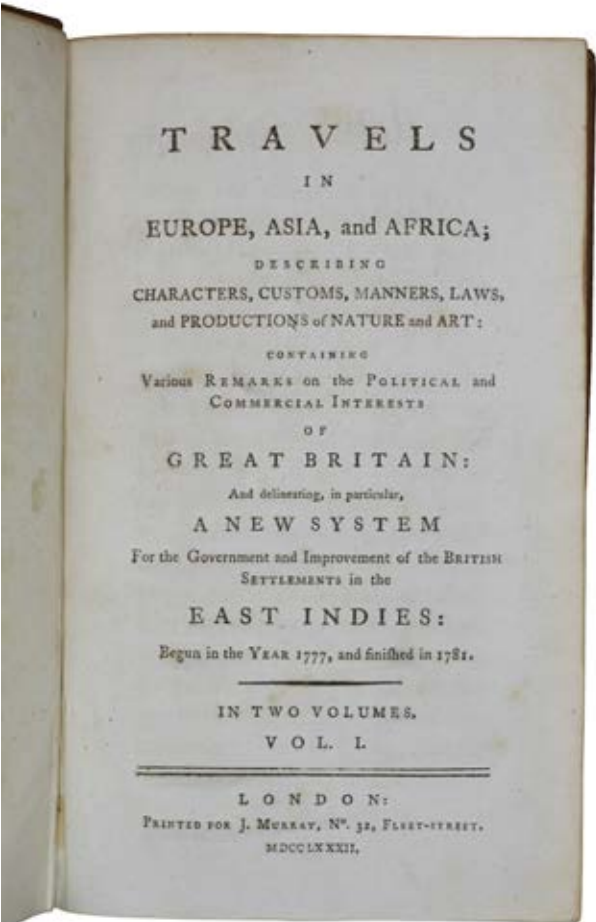 TRAVELS
IN
EUROPE, ASIA, and AFRICA;
DESCRIBING
CHARACTERS, CUSTOMS, MANNERS, LAWS,
and PRODUCTIONS of NATURE and ART:
CONTAINING
Various REMARKS on the POLITICAL and
COMMERCIAL INTERESTS
OF
GREAT BRITAIN:
And delineating, in particular,
A NEW SYSTEM
For the Government and Improvement of the BRITISH
SETTLEMENTS in the
EAST INDIES:
Begun in the YEAR 1777, and finiſhed in 1781.
IN TWO VOLUMES.
VOL. I.
LONDON:
PRINTED FOR J. MURRAY, Nº. 32, FLEET-STREET.
MDCCLXXXII.